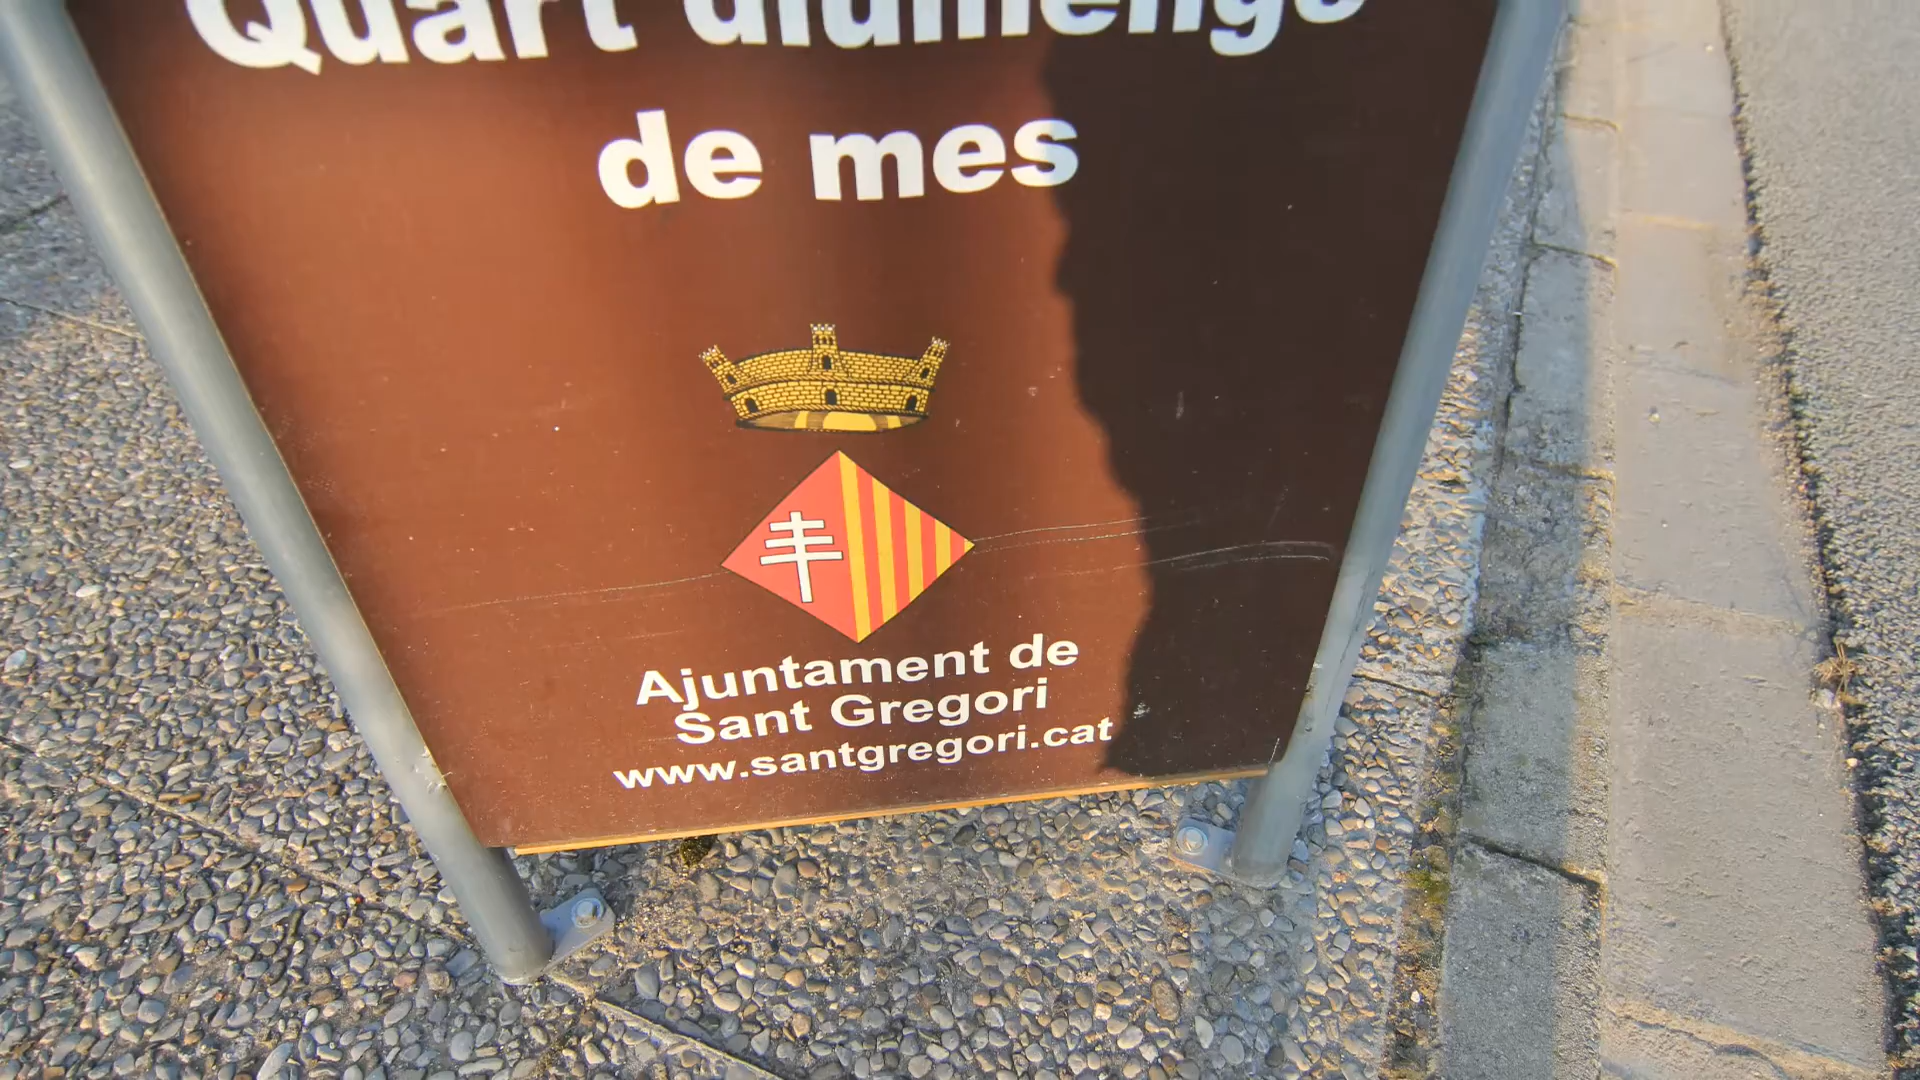 Quart diumenge
de mes
Ajuntament de
Sant Gregori
www.santgregori.cat